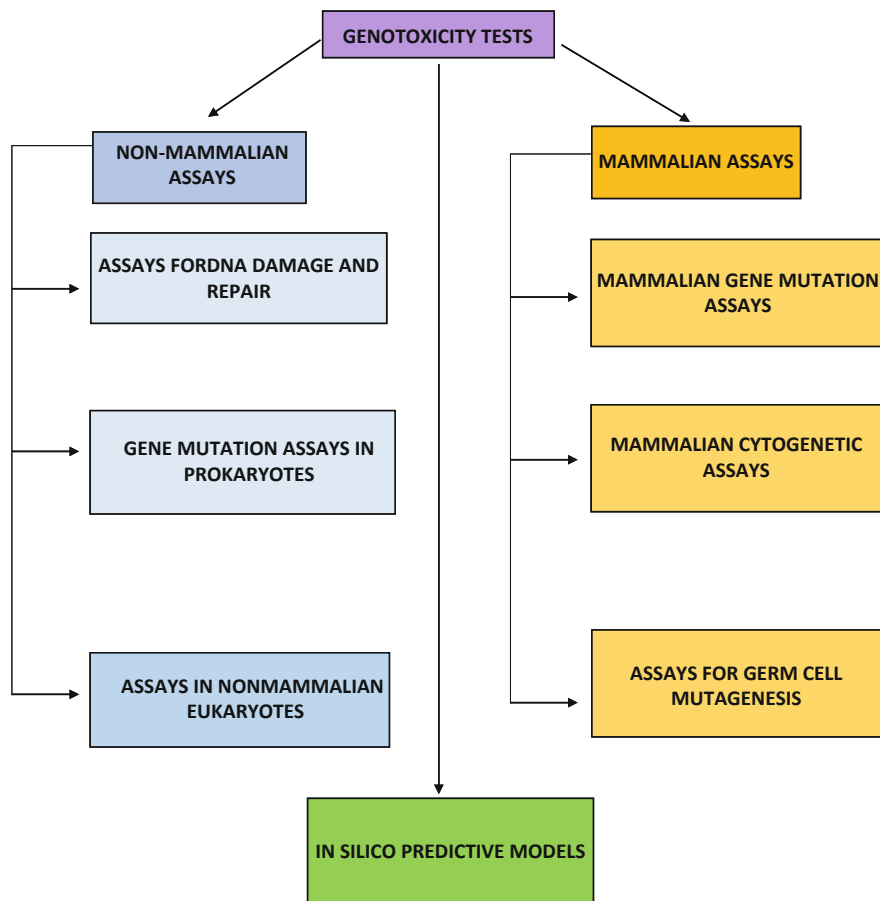 GENOTOXICITY TESTS
NON-MAMMALIAN
ASSAYS
ASSAYS FORDNA DAMAGE AND
REPAIR
GENE MUTATION ASSAYS IN
PROKARYOTES
ASSAYS IN NONMAMMALIAN
EUKARYOTES
MAMMALIAN ASSAYS
MAMMALIAN GENE MUTATION
ASSAYS
MAMMALIAN CYTOGENETIC
ASSAYS
ASSAYS FOR GERM CELL
MUTAGENESIS
IN SILICO PREDICTIVE MODELS